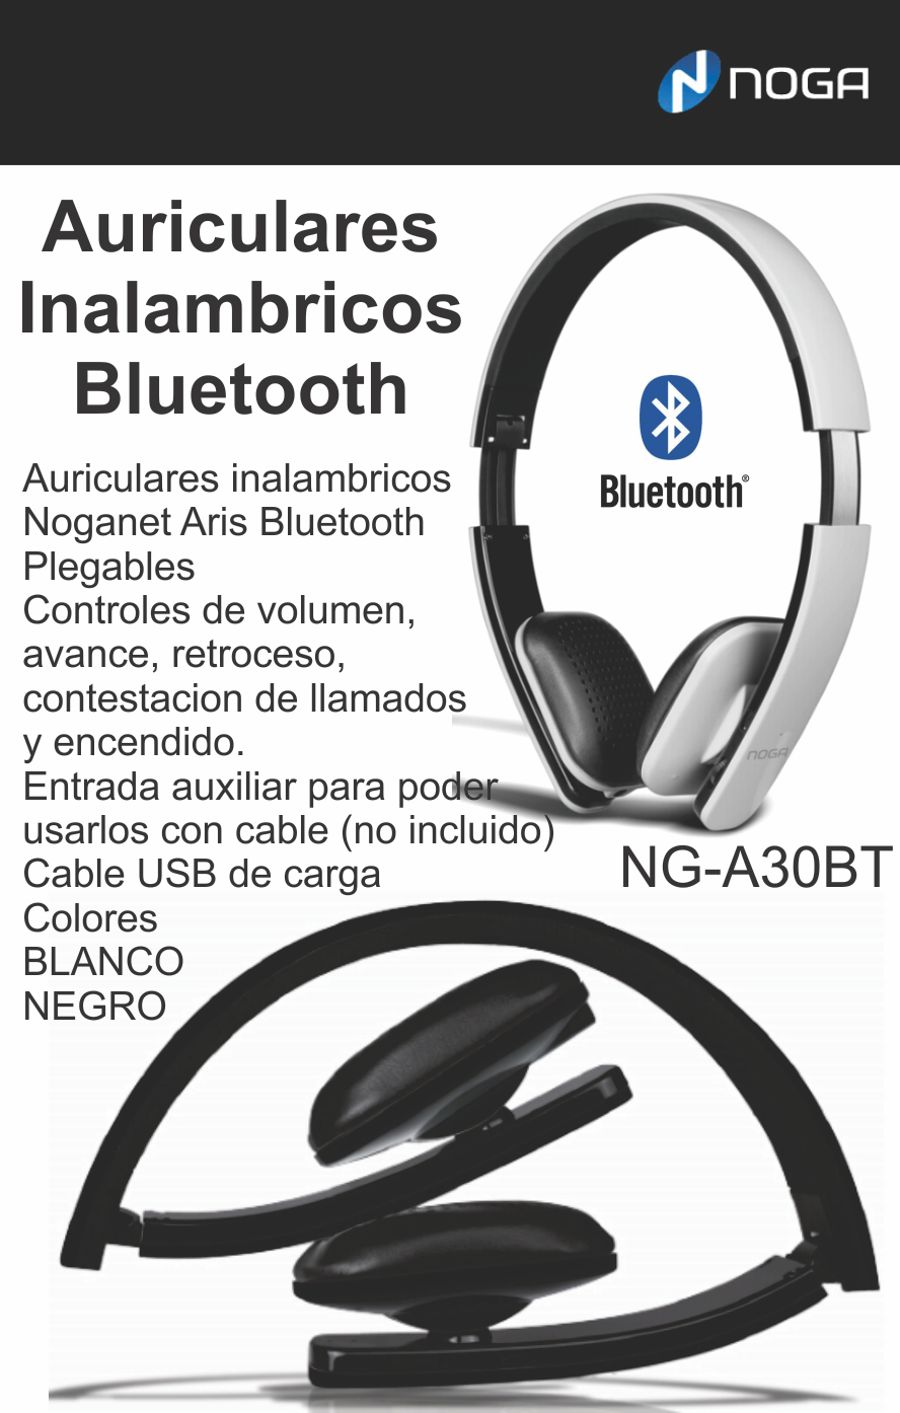 NOGA
Auriculares
Inalambricos
Bluetooth
Bluetooth®
Auriculares inalambricos
Noganet Aris Bluetooth
Plegables
Controles de volumen,
avance, retroceso,
contestacion de llamados
y encendido.
Entrada auxiliar para poder
usarlos con cable (no incluido)
Cable USB de carga
Colores
BLANCO
NEGRO
NOGA
NG-A30BT